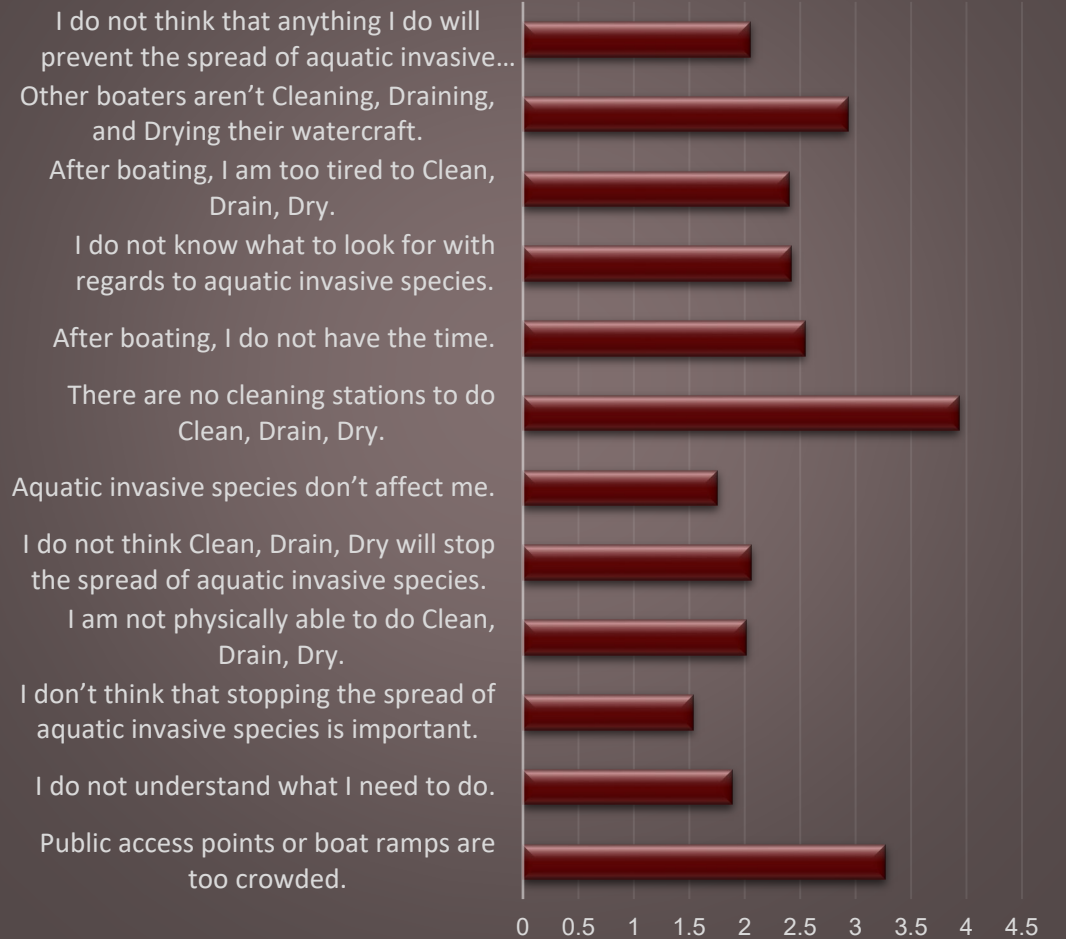 I do not think that anything I do will
prevent the spread of aquatic invasive…
Other boaters aren’t Cleaning, Draining,
and Drying their watercraft.
After boating, I am too tired to Clean,
Drain, Dry.
I do not know what to look for with
regards to aquatic invasive species.
After boating, I do not have the time.
There are no cleaning stations to do
Clean, Drain, Dry.
Aquatic invasive species don’t affect me.
I do not think Clean, Drain, Dry will stop
the spread of aquatic invasive species.
I am not physically able to do Clean,
Drain, Dry.
I don’t think that stopping the spread of
aquatic invasive species is important.
I do not understand what I need to do.
Public access points or boat ramps are
too crowded.
0 0.5 1 1.5 2 2.5 3 3.5 4 4.5